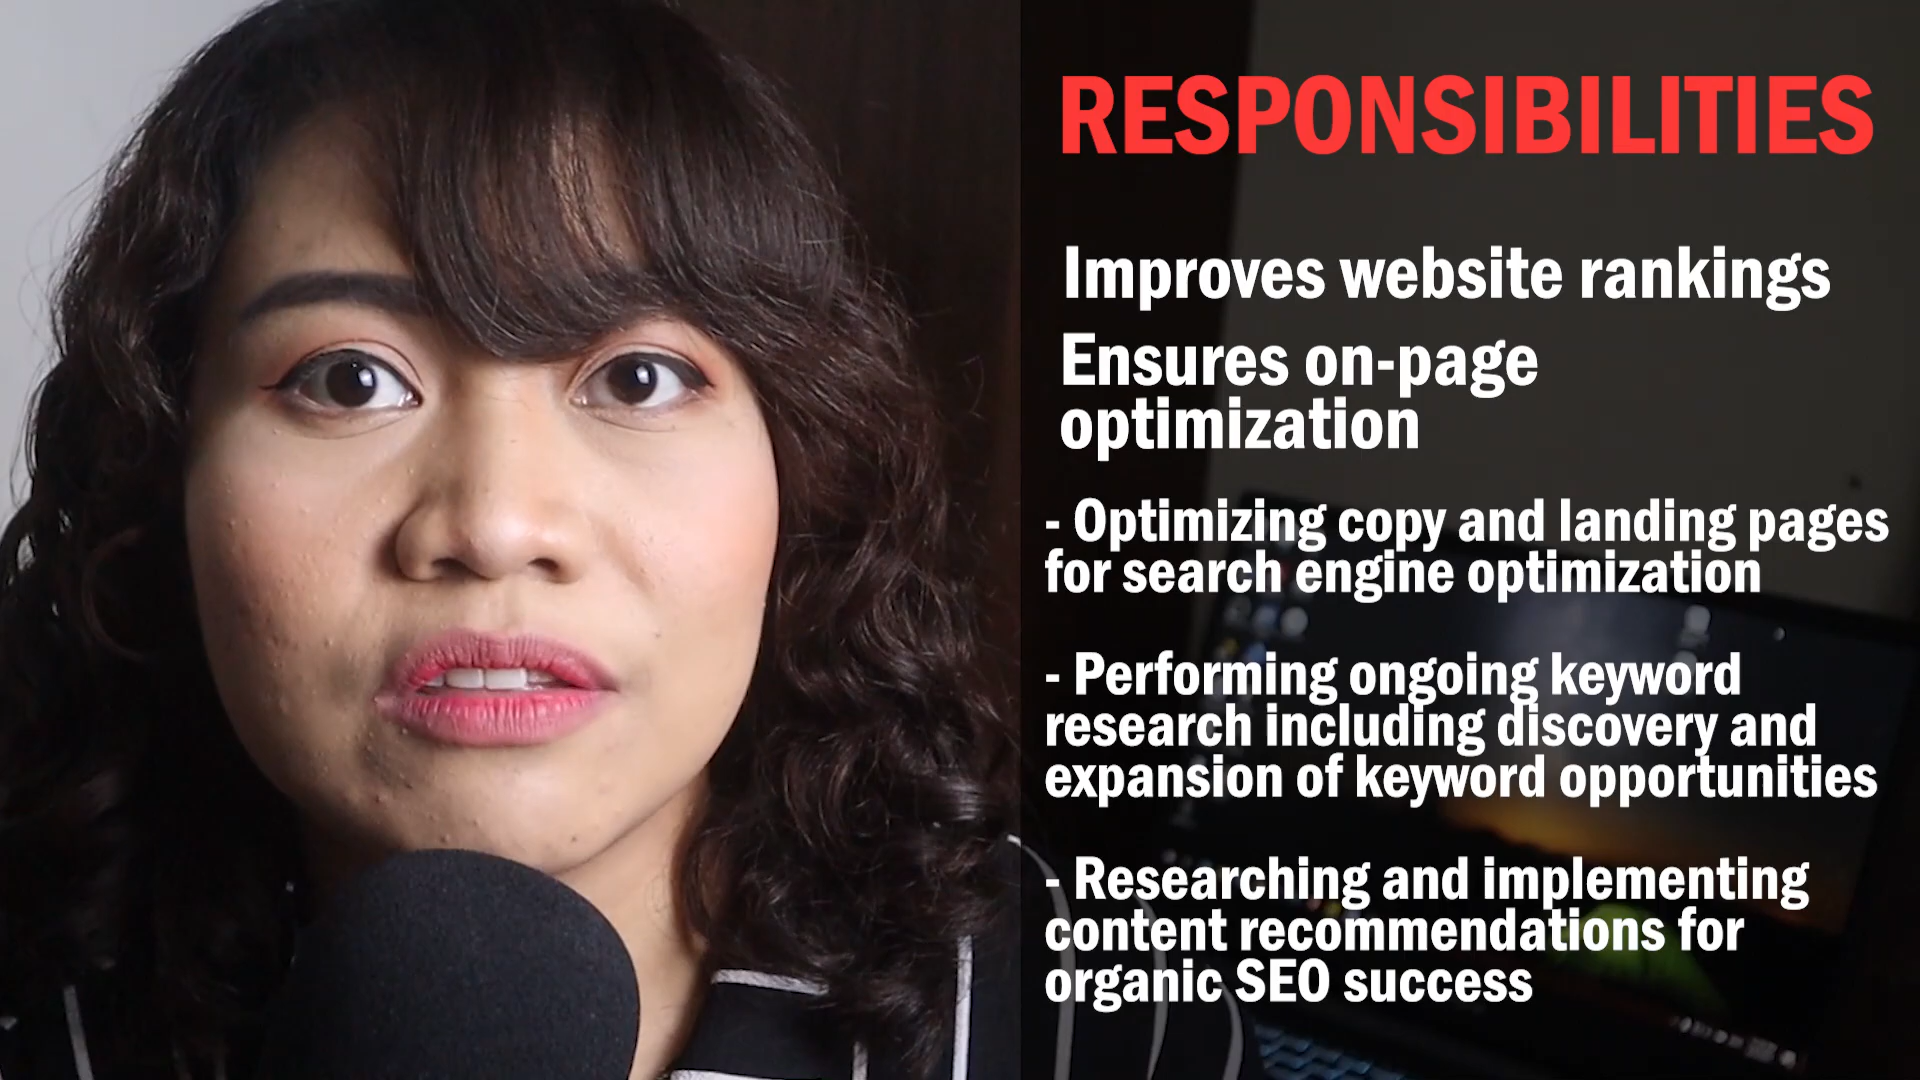 RESPONSIBILITIES
Improves website rankings
Ensures on-page
optimization
- Optimizing copy and landing pages
for search engine optimization
- Performing ongoing keyword
research including discovery and
expansion of keyword opportunities
- Researching and implementing
content recommendations for
organic SEO success